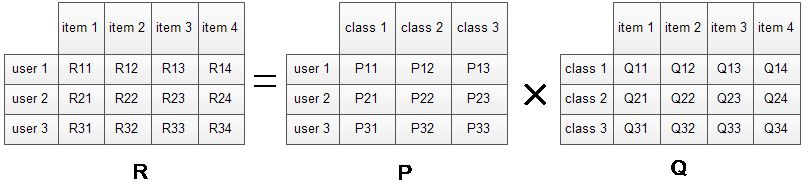 item 1 item 2 item 3 item 4
user 1 R11 R12 R13 R14
user 2 R21 R22 R23 R24
user 3 R31 R32 R33 R34
R
=
class 1 class 2 class 3
user 1 P11 P12 P13
user 2 P21 P22 P23
user 3 P31 P32 P33
P
×
item 1 item 2 item 3 item 4
class 1 Q11 Q12 Q13 Q14
class 2 Q21 Q22 Q23 Q24
class 3 Q31 Q32 Q33 Q34
Q